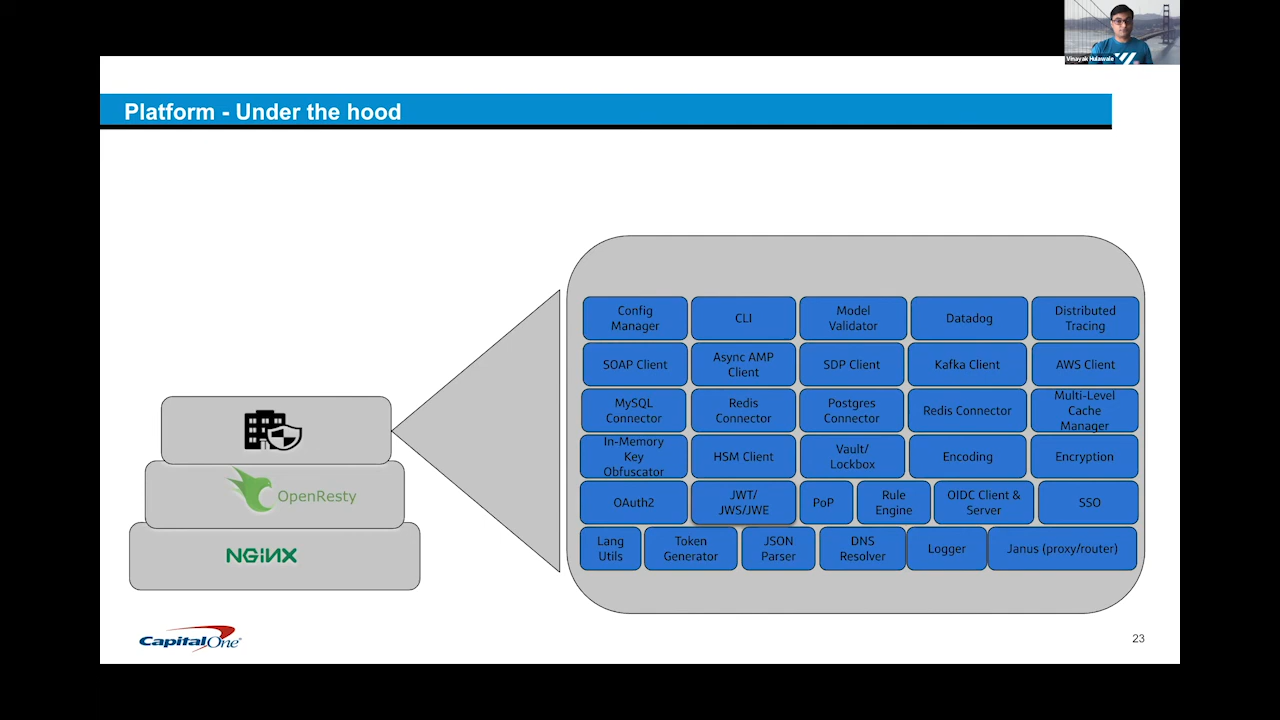 Vinayak Hulawale
Platform - Under the hood
Config
Manager
CLI
Model
Validator
Datadog
Distributed
Tracing
SOAP Client
Async AMP
Client
SDP Client
Kafka Client
AWS Client
MySQL
Connector
Redis
Connector
Postgres
Connector
Redis Connector
Multi-Level
Cache
Manager
In-Memory
Key
Obfuscator
HSM Client
Vault/
Lockbox
Encoding
Encryption
OAuth2
JWT/
JWS/JWE
PoP
Rule
Engine
OIDC Client &
Server
SSO
Lang
Utils
Token
Generator
JSON
Parser
DNS
Resolver
Logger
Janus (proxy/router)
OpenResty
NGINX
CapitalOne
23